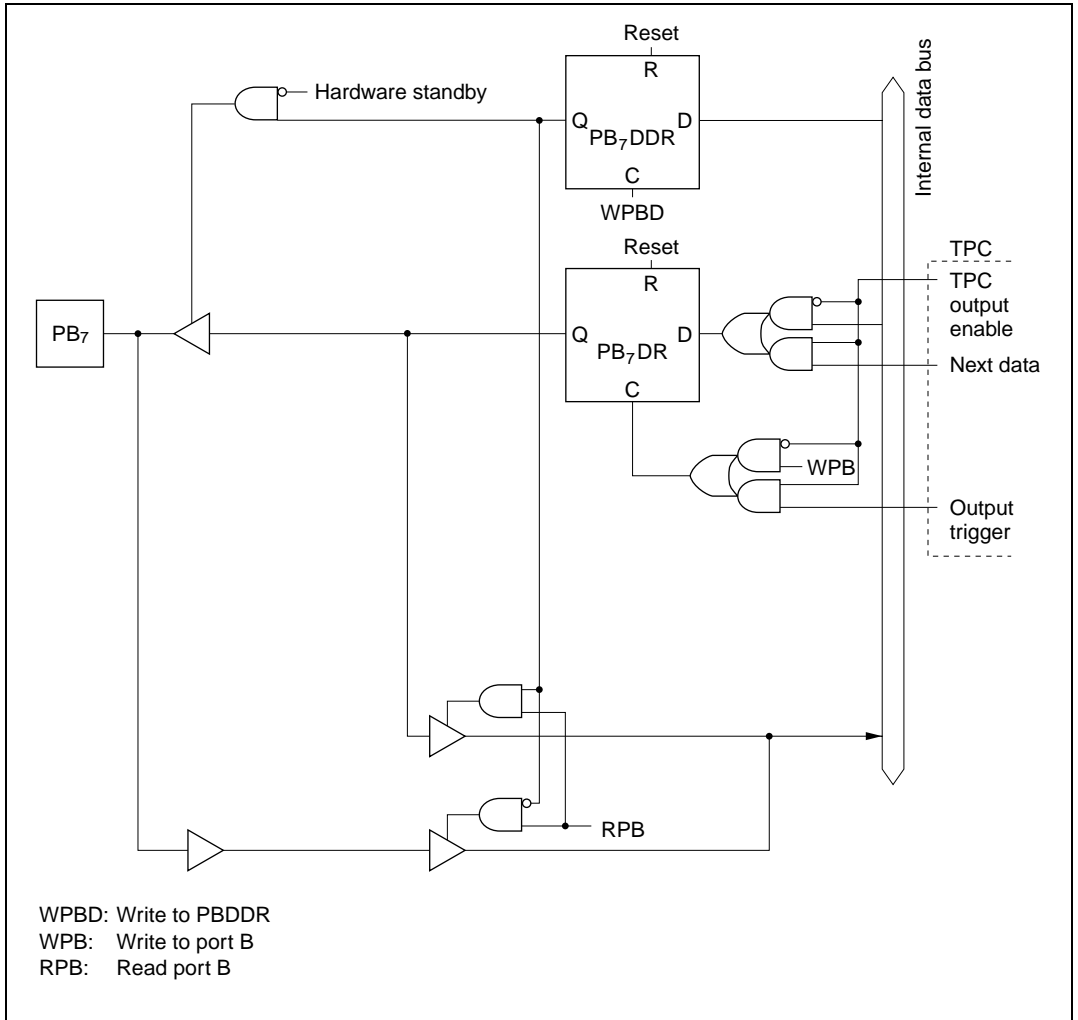 Reset
R
Hardware standby
Q
D
PB7DDR
C
WPBD
Internal data bus
Reset
R
TPC
TPC
output
enable
PB7
Q
D
PB7DR
C
Next data
WPB
Output
trigger
RPB
WPBD: Write to PBDDR
WPB: Write to port B
RPB: Read port B